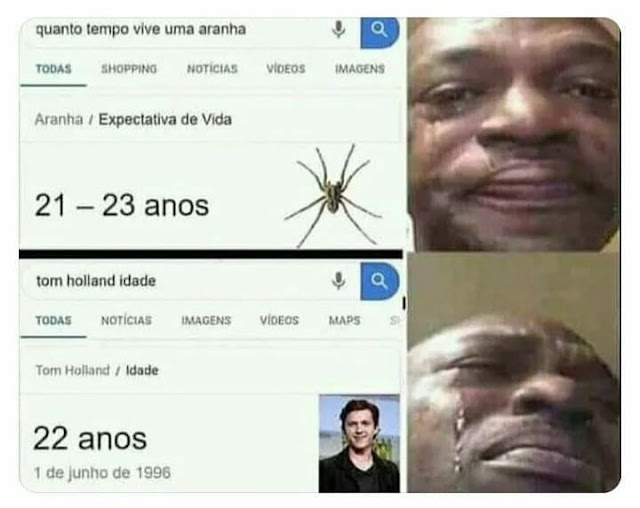 quanto tempo vive uma aranha
TODAS SHOPPING NOTÍCIAS VÍDEOS IMAGENS
Aranha / Expectativa de Vida
21 – 23 anos
tom holland idade
TODAS NOTÍCIAS IMAGENS VÍDEOS MAPS
Tom Holland / Idade
22 anos
1 de junho de 1996